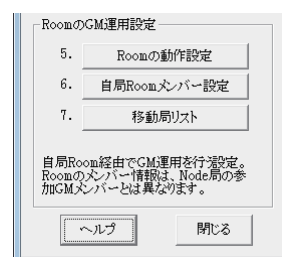 RoomのGM運用設定
5. Roomの動作設定
6. 自局Roomメンバー設定
7. 移動局リスト
自局Room経由でGM運用を行う設定。
Roomのメンバー情報は、Node局の参
加GMメンバーとは異なります。
ヘルプ 閉じる